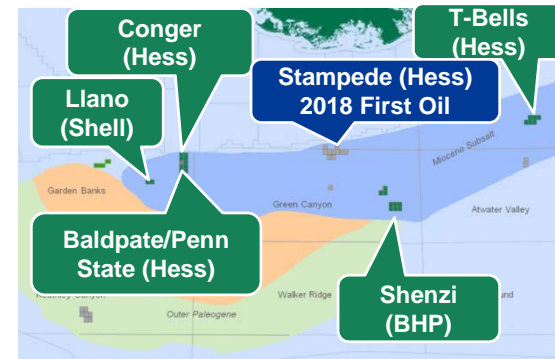 Conger
(Hess)
T-Bells
(Hess)
Llano
(Shell)
Stampede (Hess)
2018 First Oil
Miocene Subsalt
Garden Banks
Green Canyon
Atwater Valley
Baldpate/Penn
State (Hess)
Shenzi
(BHP)
Walker Ridge
Outer Paleogene